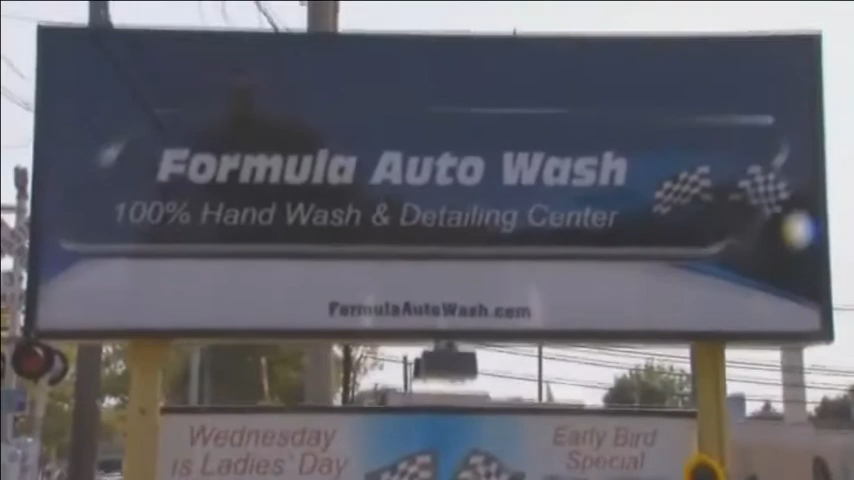 Formula Auto Wash
100% Hand Wash & Detailing Center
FormulaAutoWash.com
Wednesday
is Ladies' Day
Early Bird
Special